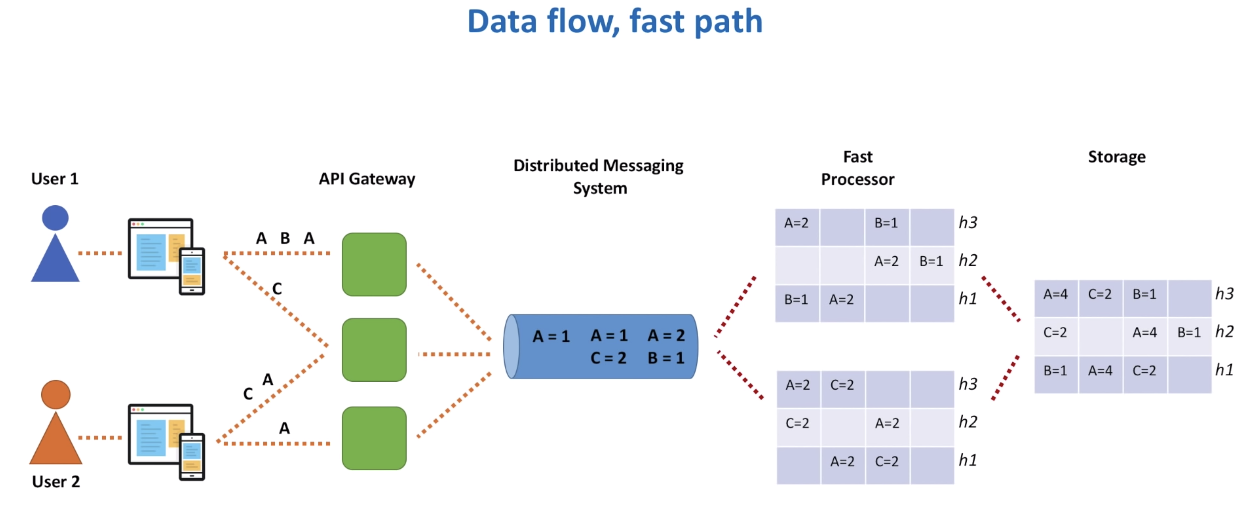 Data flow, fast path
User 1
API Gateway
Distributed Messaging
System
Fast
Processor
Storage
A B A
C
C A
A
User 2
A = 1 A = 1 A = 2
C = 2 B = 1
A=2 B=1 h3
A=2 B=1 h2
B=1 A=2 h1
A=2 C=2 h3
C=2 A=2 h2
A=2 C=2 h1
A=4 C=2 B=1 h3
C=2 A=4 B=1 h2
B=1 A=4 C=2 h1